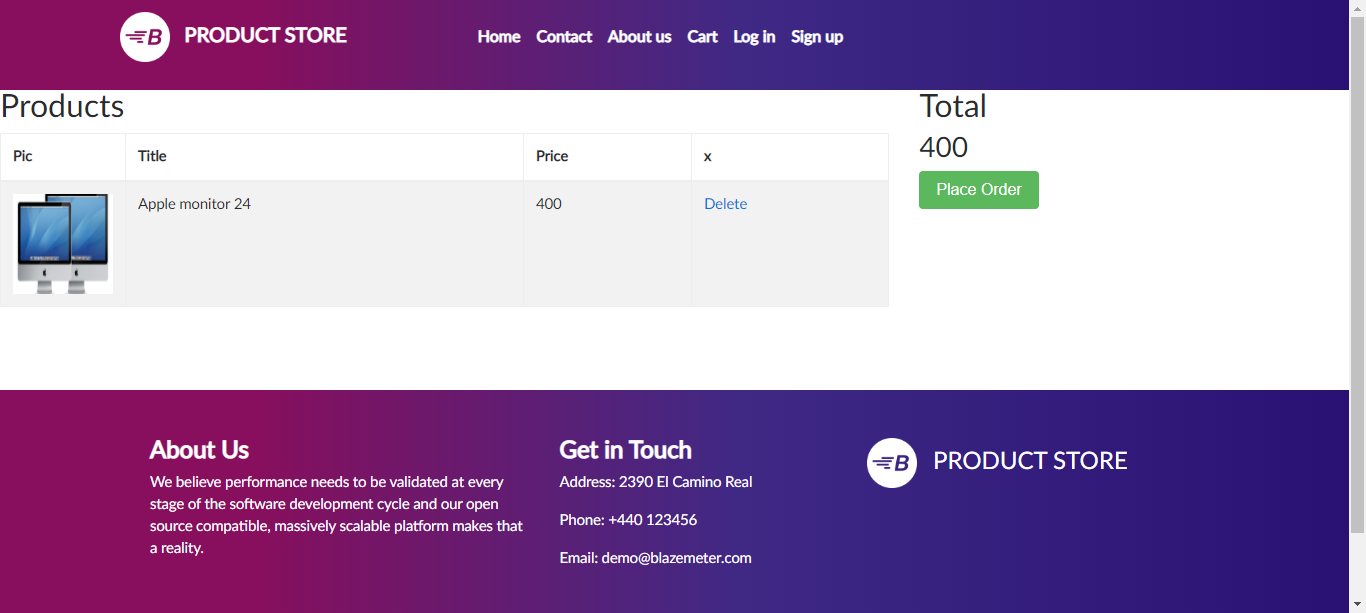 B PRODUCT STORE
Home Contact About us Cart Log in Sign up
Products
Pic Title Price x
Apple monitor 24 400 Delete
Total
400
Place Order
About Us
We believe performance needs to be validated at every
stage of the software development cycle and our open
source compatible, massively scalable platform makes that
a reality.
Get in Touch
Address: 2390 El Camino Real
Phone: +440 123456
Email: demo@blazemeter.com
B PRODUCT STORE